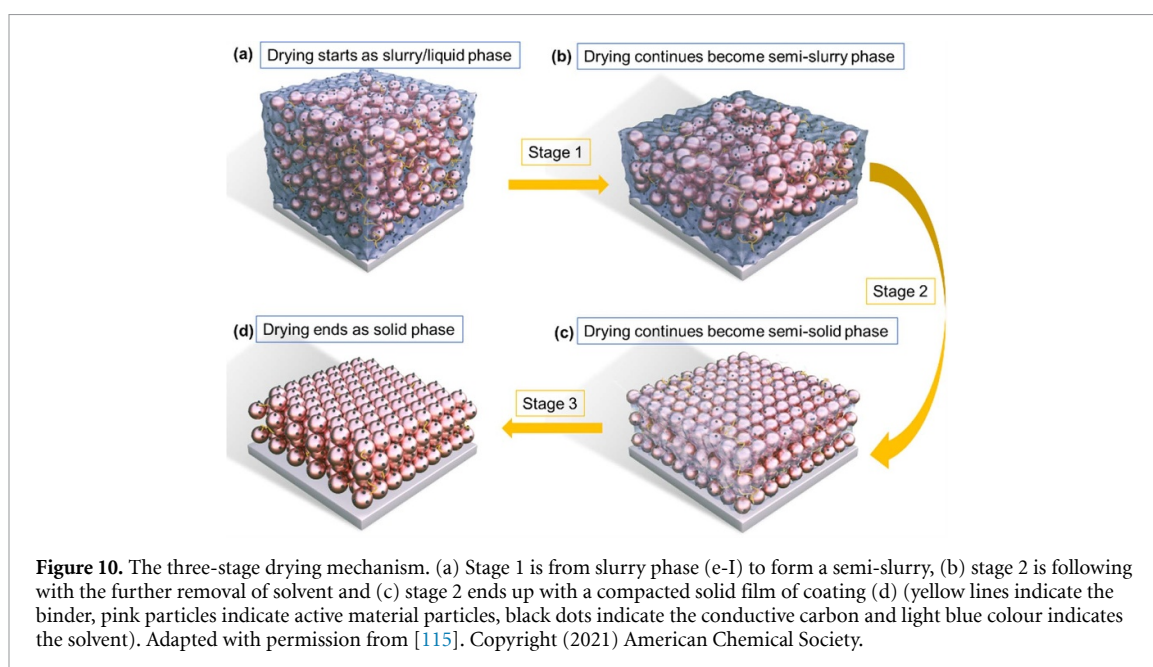 (a) Drying starts as slurry/liquid phase
(b) Drying continues become semi-slurry phase
Stage 1
Stage 2
(d) Drying ends as solid phase
(c) Drying continues become semi-solid phase
Stage 3
Figure 10. The three-stage drying mechanism. (a) Stage 1 is from slurry phase (e-I) to form a semi-slurry, (b) stage 2 is following
with the further removal of solvent and (c) stage 2 ends up with a compacted solid film of coating (d) (yellow lines indicate the
binder, pink particles indicate active material particles, black dots indicate the conductive carbon and light blue colour indicates
the solvent). Adapted with permission from [115]. Copyright (2021) American Chemical Society.